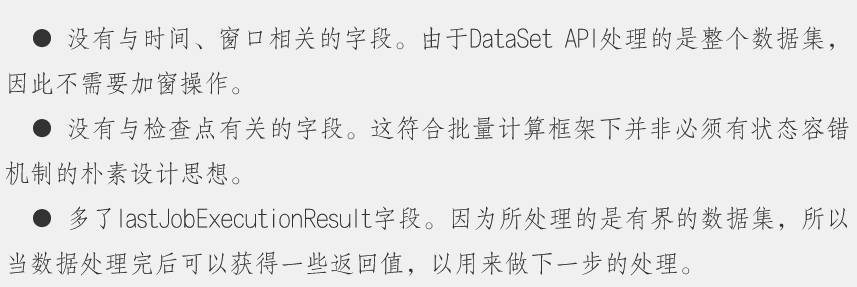 ● 没有与时间、窗口相关的字段。由于DataSet API处理的是整个数据集，
因此不需要加窗操作。
● 没有与检查点有关的字段。这符合批量计算框架下并非必须有状态容错
机制的朴素设计思想。
● 多了lastJobExecutionResult字段。因为所处理的是有界的数据集，所以
当数据处理完后可以获得一些返回值，以用来做下一步的处理。